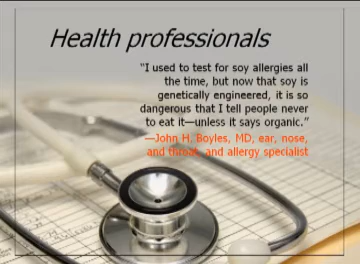 Health professionals
"I used to test for soy allergies all
the time, but now that soy is
genetically engineered, it is so
dangerous that I tell people never
to eat it—unless it says organic."
—John H. Boyles, MD, ear, nose,
and throat, and allergy specialist